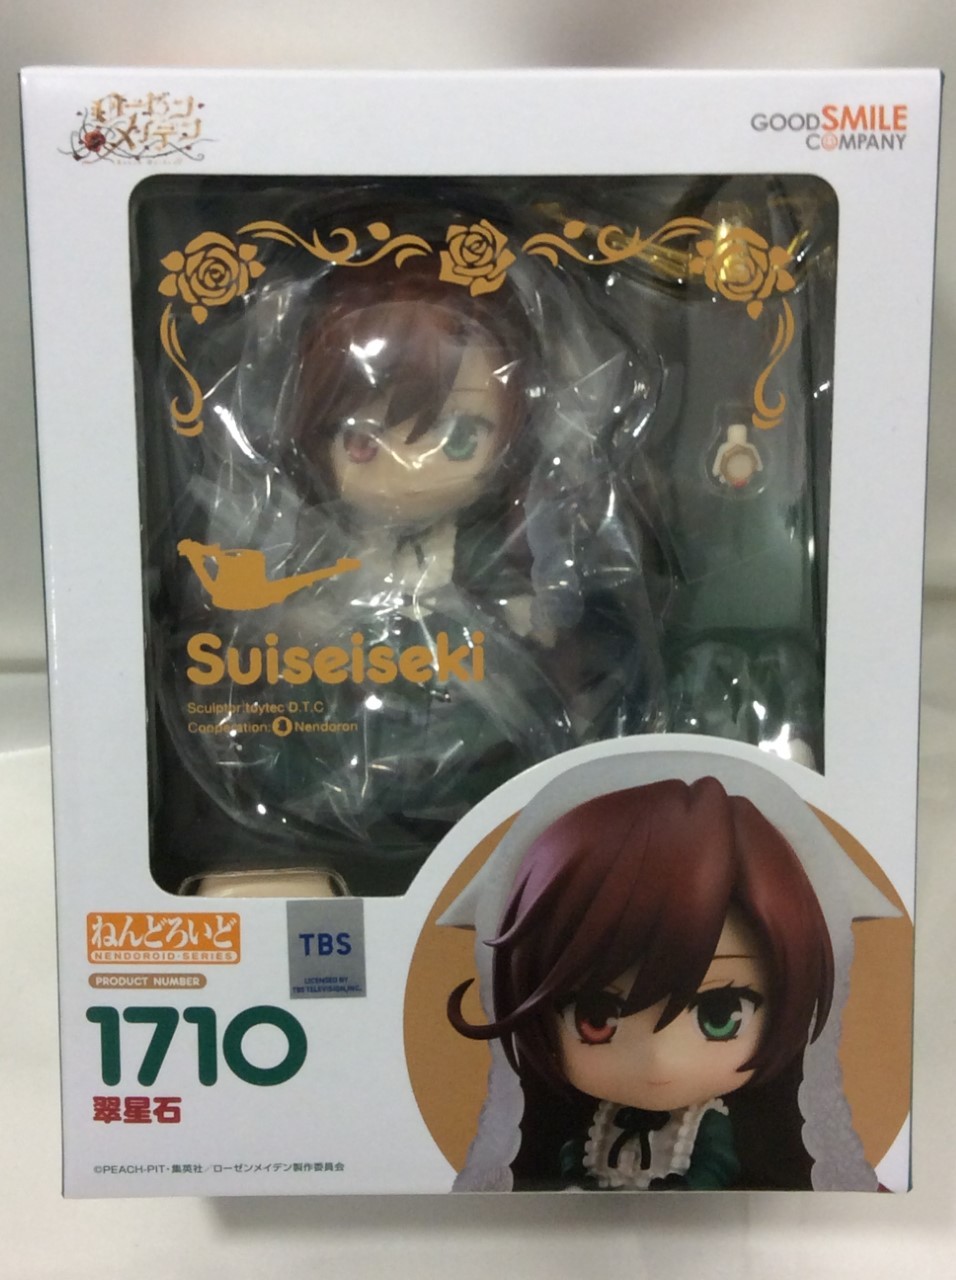 ローゼン
メイデン
GOODSMILE
COMPANY
Suiseiseki
Sculptor:toytec D.T.C
Cooperation: Nendoron
ねんどろいど
NENDOROID·SERIES
TBS
LICENSED BY
TBS TELEVISION, INC.
PRODUCT NUMBER
1710
翠星石
©PEACH-PIT・集英社/ローゼンメイデン製作委員会